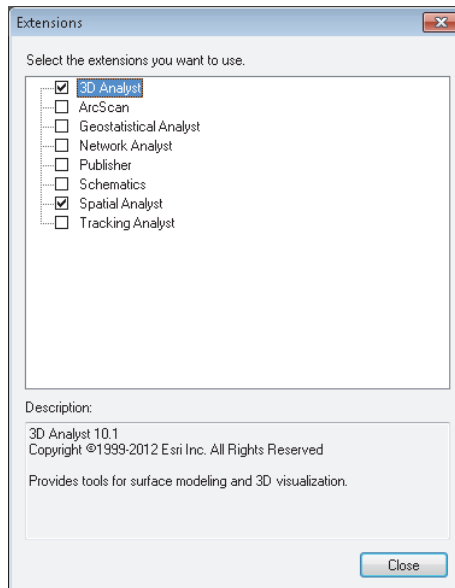 Extensions
Select the extensions you want to use.
3D Analyst
ArcScan
Geostatistical Analyst
Network Analyst
Publisher
Schematics
Spatial Analyst
Tracking Analyst
Description:
3D Analyst 10.1
Copyright ©1999-2012 Esri Inc. All Rights Reserved
Provides tools for surface modeling and 3D visualization.
Close